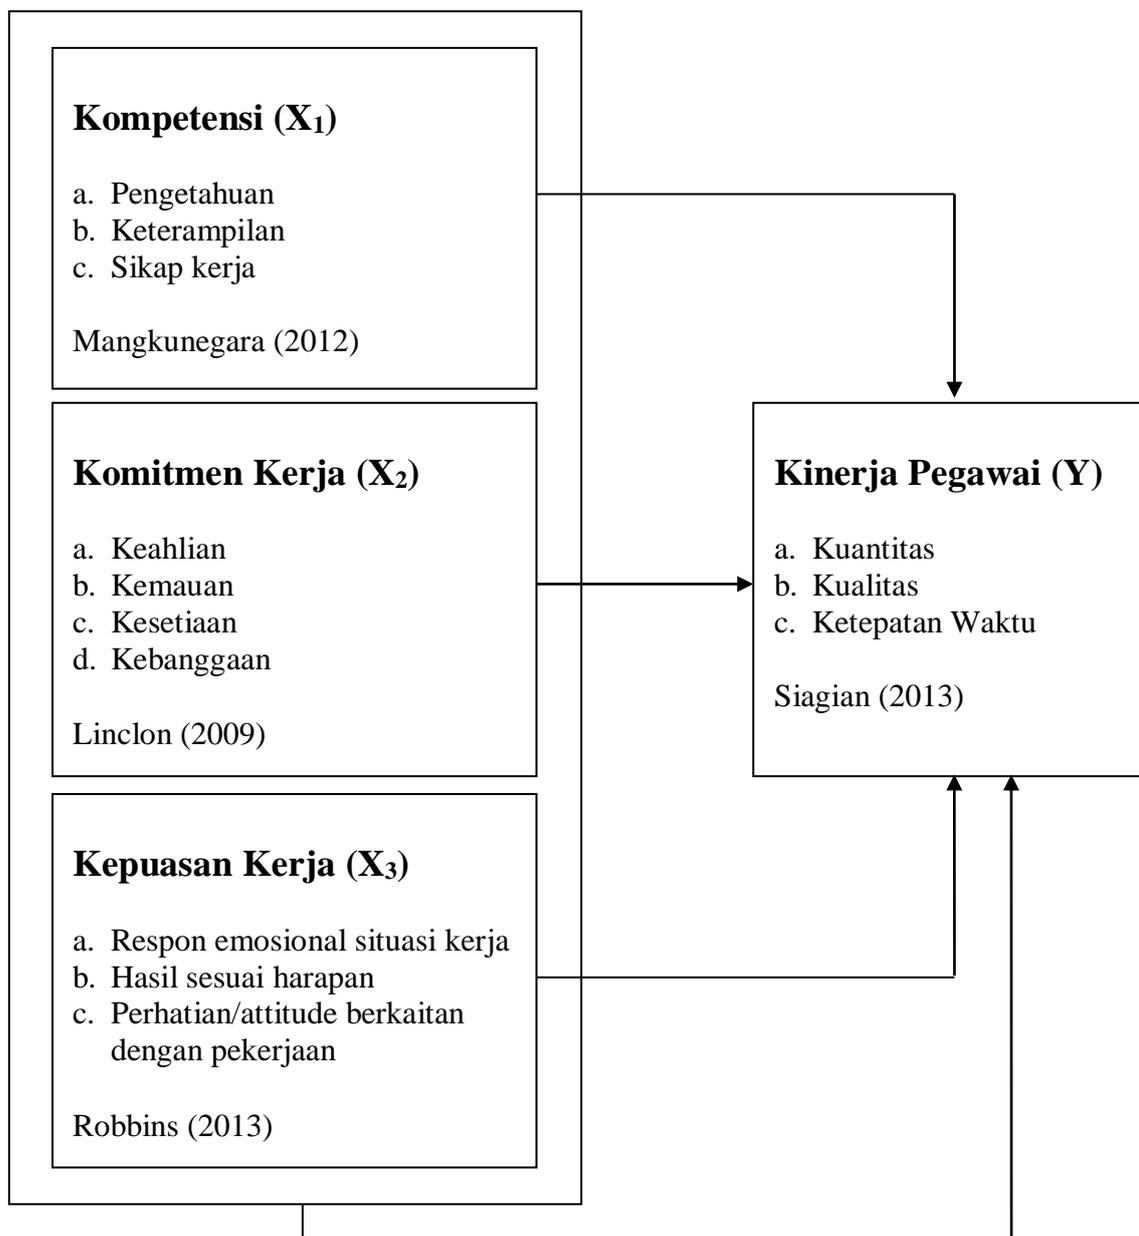 Kompetensi (X₁)
a. Pengetahuan
b. Keterampilan
c. Sikap kerja
Mangkunegara (2012)
Komitmen Kerja (X₂)
a. Keahlian
b. Kemauan
c. Kesetiaan
d. Kebanggaan
Linclon (2009)
Kepuasan Kerja (X₃)
a. Respon emosional situasi kerja
b. Hasil sesuai harapan
c. Perhatian/attitude berkaitan
dengan pekerjaan
Robbins (2013)
Kinerja Pegawai (Y)
a. Kuantitas
b. Kualitas
c. Ketepatan Waktu
Siagian (2013)